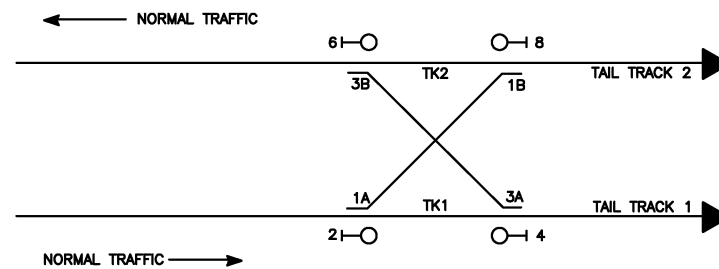 NORMAL TRAFFIC
6 8
TK2 TAIL TRACK 2
3B 1B
1A 3A
TK1 TAIL TRACK 1
2 4
NORMAL TRAFFIC